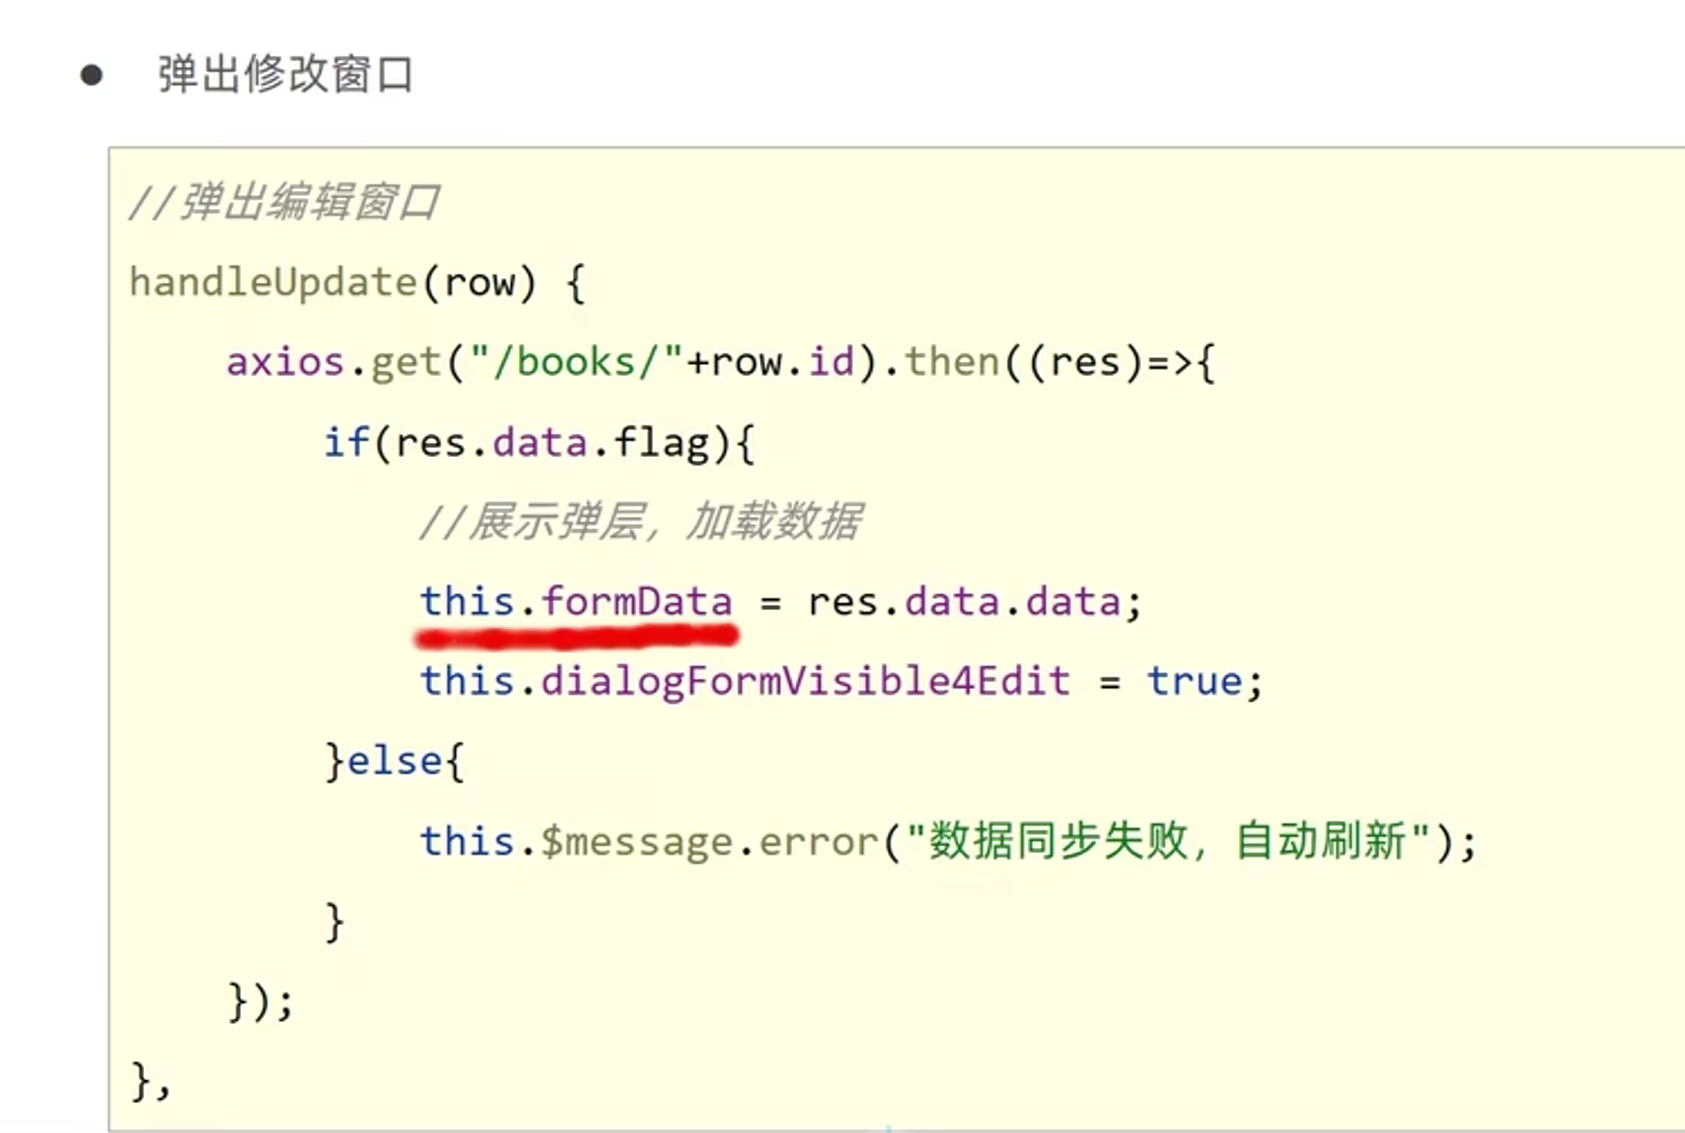 ● 弹出修改窗口
//弹出编辑窗口
handleUpdate(row) {
axios.get("/books/"+row.id).then((res)=>{
if(res.data.flag){
//展示弹层，加载数据
this.formData = res.data.data;
this.dialogFormVisible4Edit = true;
}else{
this.$message.error("数据同步失败，自动刷新");
}
});
},